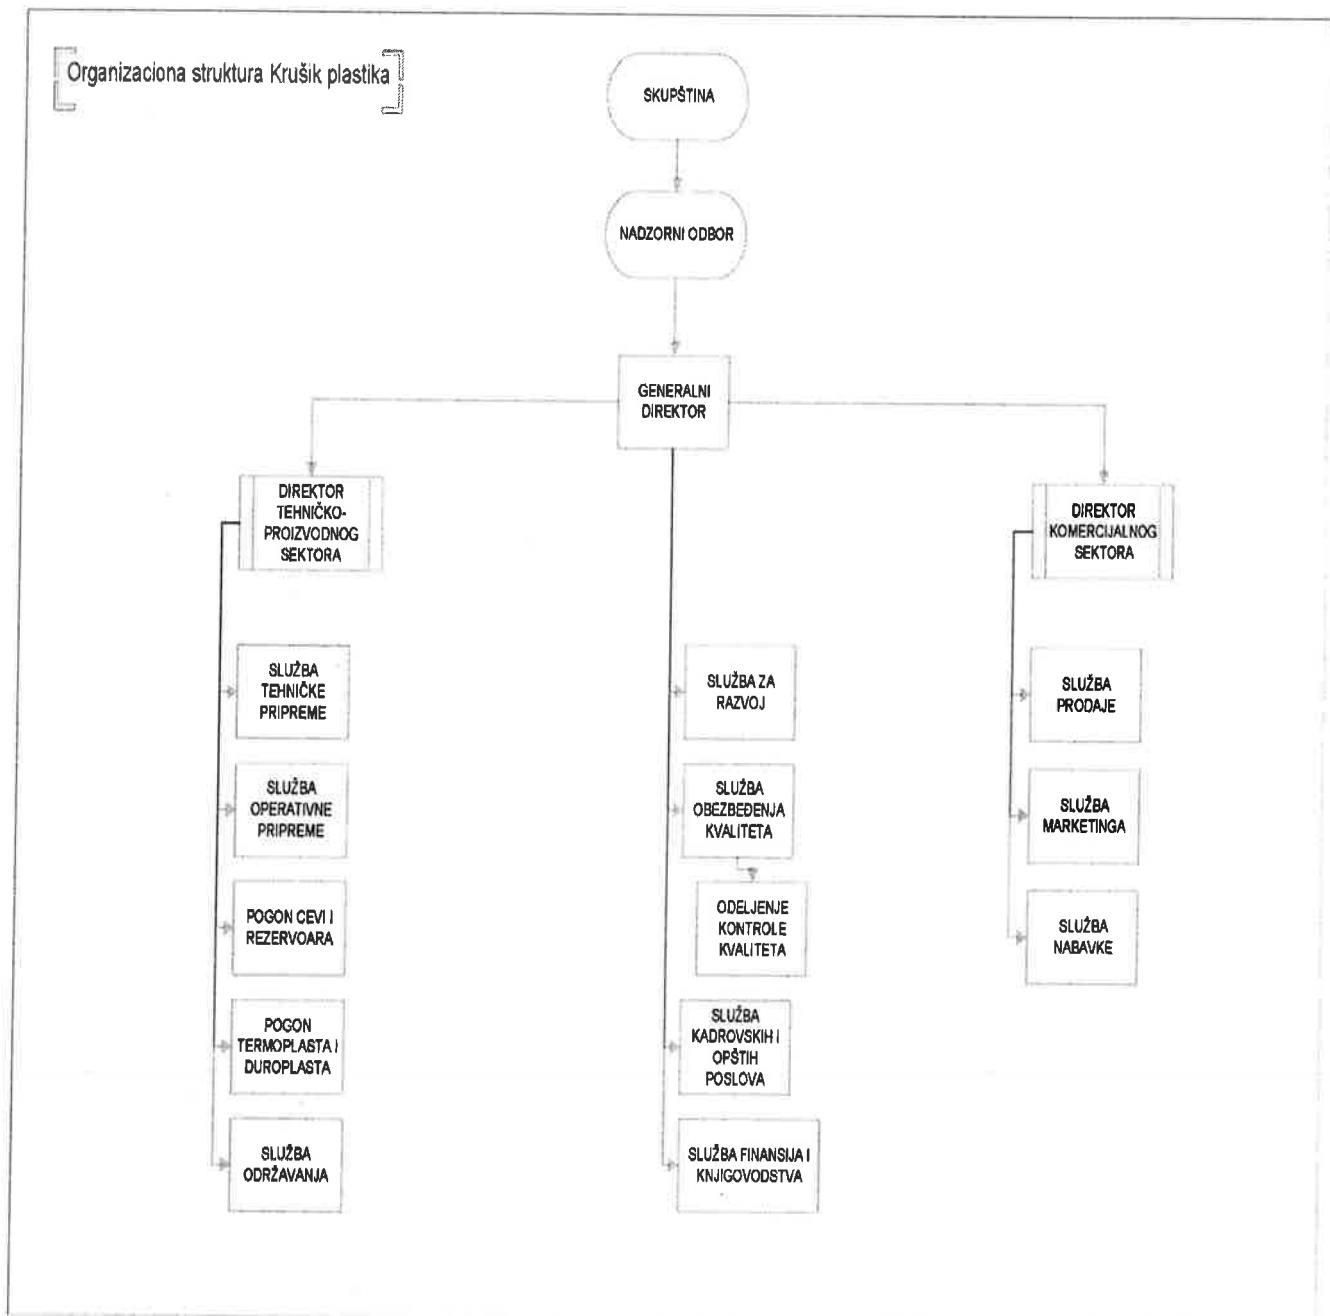 Organizaciona struktura Krušik plastika
SKUPŠTINA
NADZORNI ODBOR
GENERALNI
DIREKTOR
DIREKTOR
TEHNIČKO-
PROIZVODNOG
SEKTORA
DIREKTOR
KOMERCIJALNOG
SEKTORA
SLUŽBA
TEHNIČKE
PRIPREME
SLUŽBA
OPERATIVNE
PRIPREME
POGON CEVI I
REZERVOARA
POGON
TERMOPLASTA I
DUROPLASTA
SLUŽBA
ODRŽAVANJA
SLUŽBA ZA
RAZVOJ
SLUŽBA
OBEZBEĐENJA
KVALITETA
ODELJENJE
KONTROLE
KVALITETA
SLUŽBA
KADROVSKIH I
OPŠTIH
POSLOVA
SLUŽBA FINANSIJA I
KNJIGOVODSTVA
SLUŽBA
PRODAJE
SLUŽBA
MARKETINGA
SLUŽBA
NABAVKE